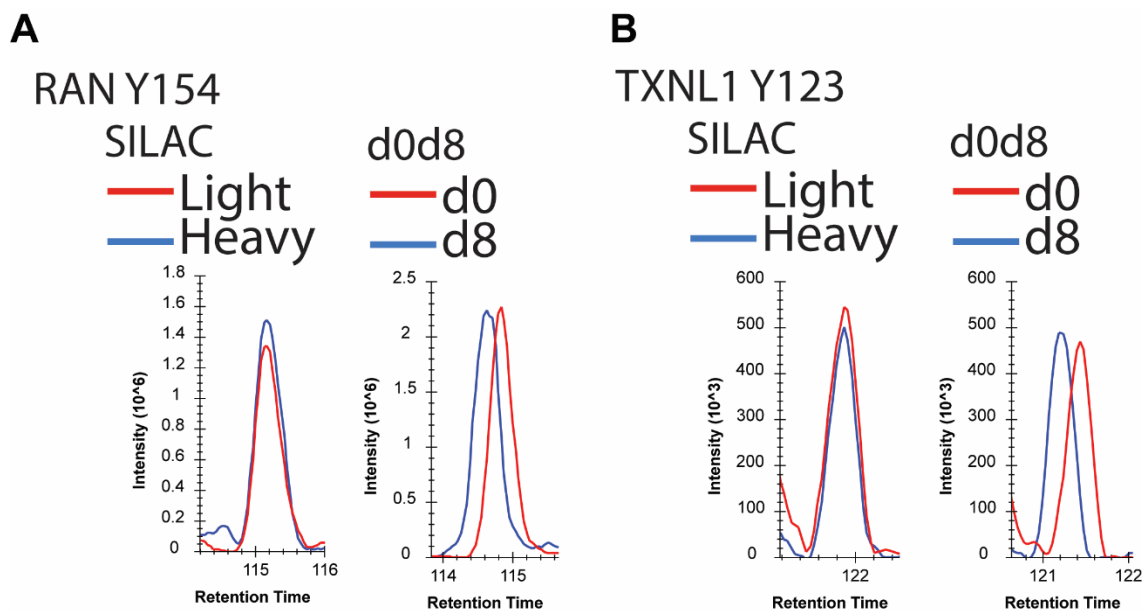 A
RAN Y154
SILAC
Light
Heavy
d0d8
d0
d8
1.8
1.6
1.4
1.2
1
0.8
0.6
0.4
0.2
0
Intensity (10^6)
115
116
Retention Time
2.5
2
1.5
1
0.5
0
Intensity (10^6)
114
115
Retention Time
B
TXNL1 Y123
SILAC
Light
Heavy
d0d8
d0
d8
600
500
400
300
200
100
0
Intensity (10^3)
122
Retention Time
600
500
400
300
200
100
0
Intensity (10^3)
121
122
Retention Time